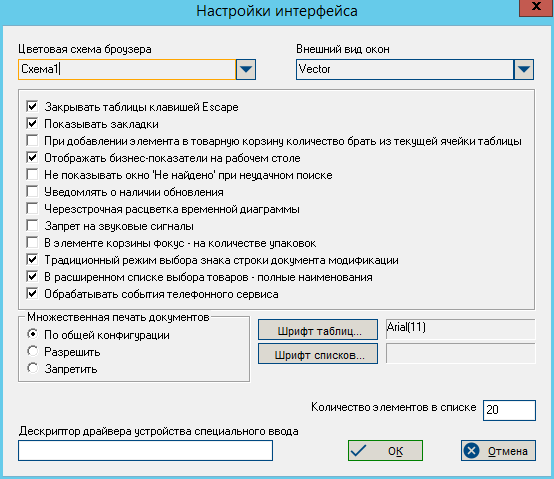 Настройки интерфейса
x
Цветовая схема броузера
Внешний вид окон
Схема1
Vector
Закрывать таблицы клавишей Escape
Показывать закладки
При добавлении элемента в товарную корзину количество брать из текущей ячейки таблицы
Отображать бизнес-показатели на рабочем столе
Не показывать окно 'Не найдено' при неудачном поиске
Уведомлять о наличии обновления
Черезстрочная расцветка временной диаграммы
Запрет на звуковые сигналы
В элементе корзины фокус - на количестве упаковок
Традиционный режим выбора знака строки документа модификации
В расширенном списке выбора товаров - полные наименования
Обрабатывать события телефонного сервиса
Множественная печать документов
По общей конфигурации
Разрешить
Запретить
Шрифт таблиц...
Arial(11)
Шрифт списков...
Количество элементов в списке
20
Дескриптор драйвера устройства специального ввода
ОК
Отмена